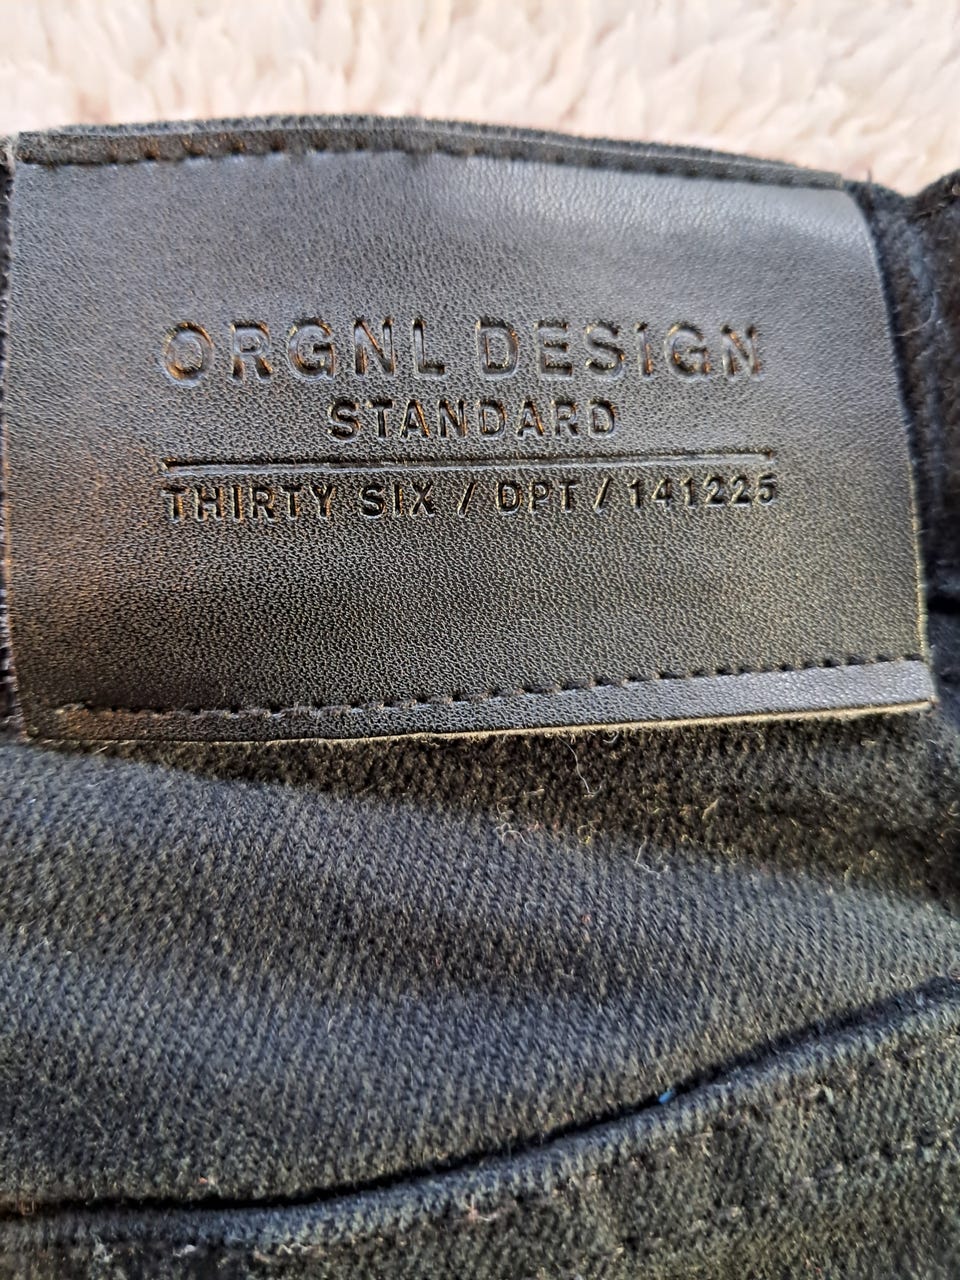 ORGNL DESIGN
STANDARD
THIRTY SIX / DPT / 141225